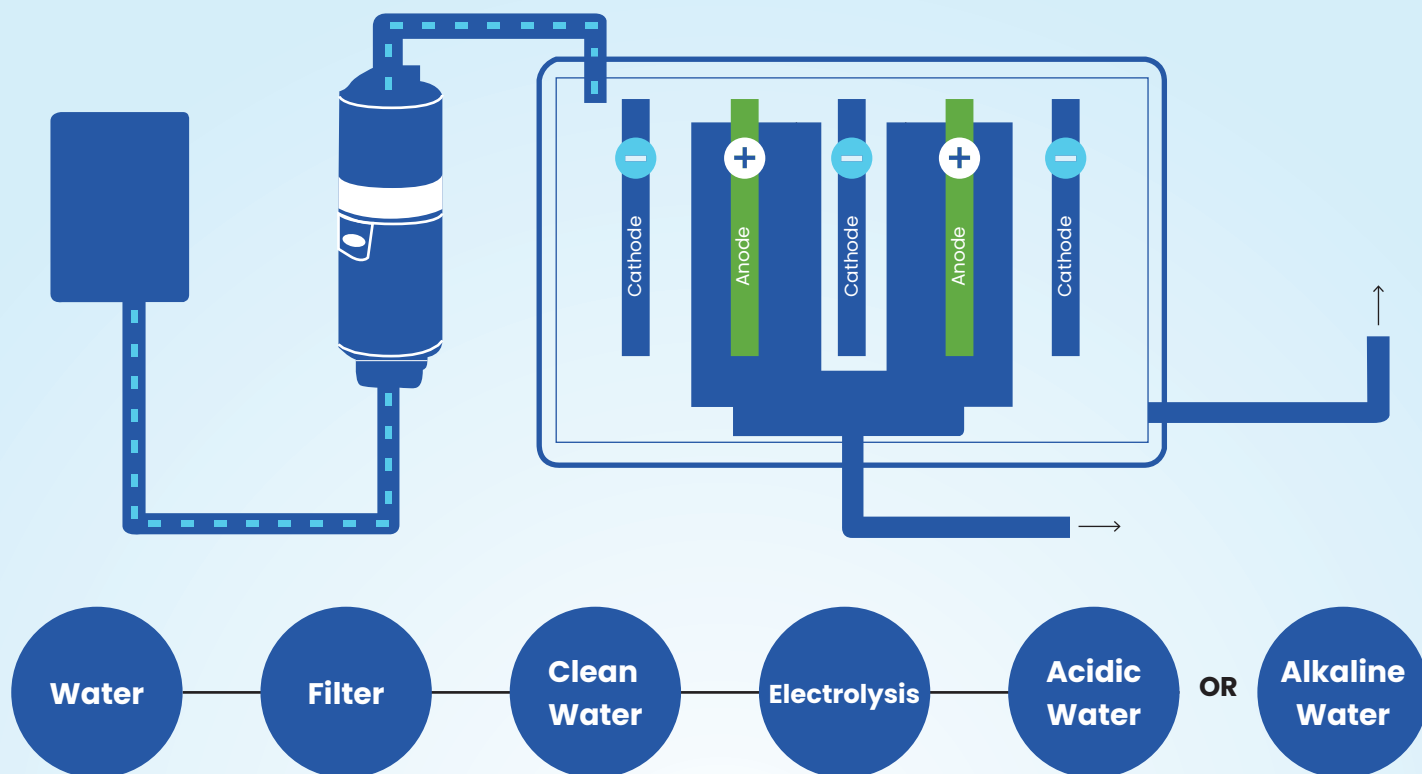 Cathode
Anode
Cathode
Anode
Cathode
Water
Filter
Clean
Water
Electrolysis
Acidic
Water
OR
Alkaline
Water